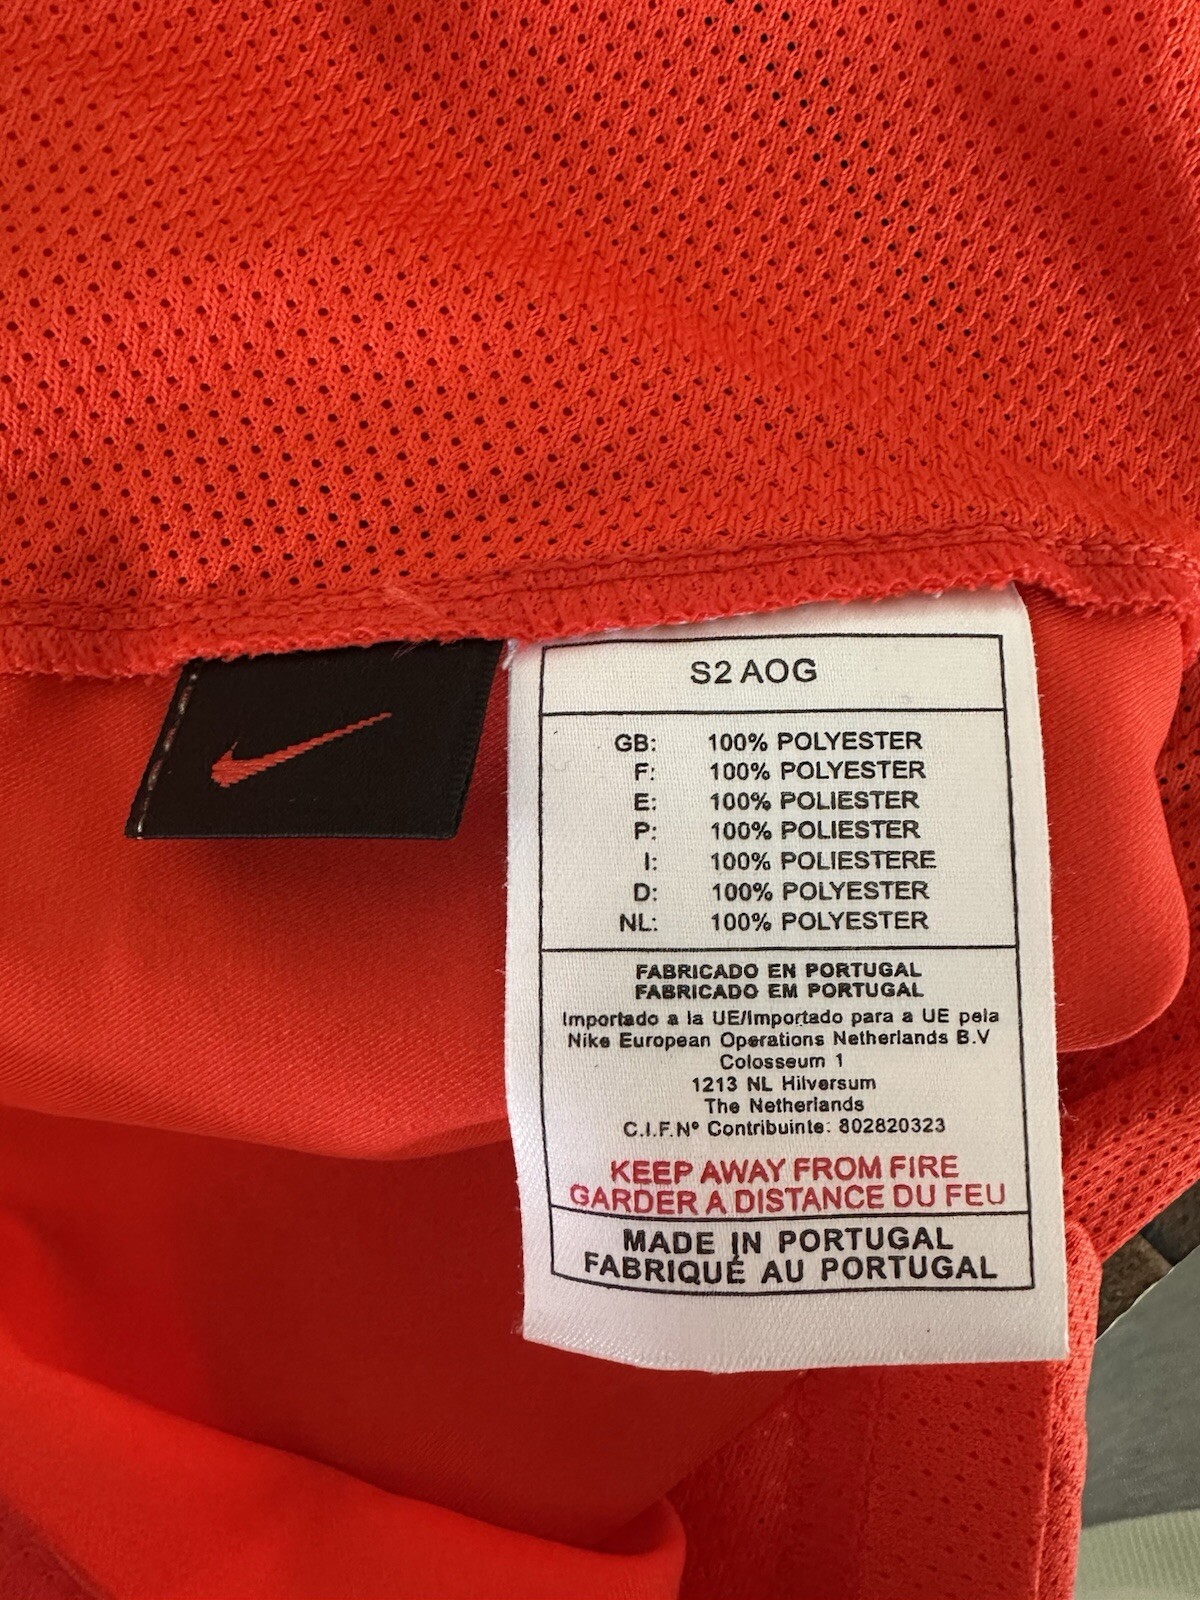 S2 AOG
GB: 100% POLYESTER
F: 100% POLYESTER
E: 100% POLIESTER
P: 100% POLIESTER
I: 100% POLIESTERE
D: 100% POLYESTER
NL: 100% POLYESTER
FABRICADO EN PORTUGAL
FABRICADO EM PORTUGAL
Importado a la UE/Importado para a UE pela
Nike European Operations Netherlands B.V
Colosseum 1
1213 NL Hilversum
The Netherlands
C.I.F.Nº Contribuinte: 802820323
KEEP AWAY FROM FIRE
GARDER A DISTANCE DU FEU
MADE IN PORTUGAL
FABRIQUÉ AU PORTUGAL